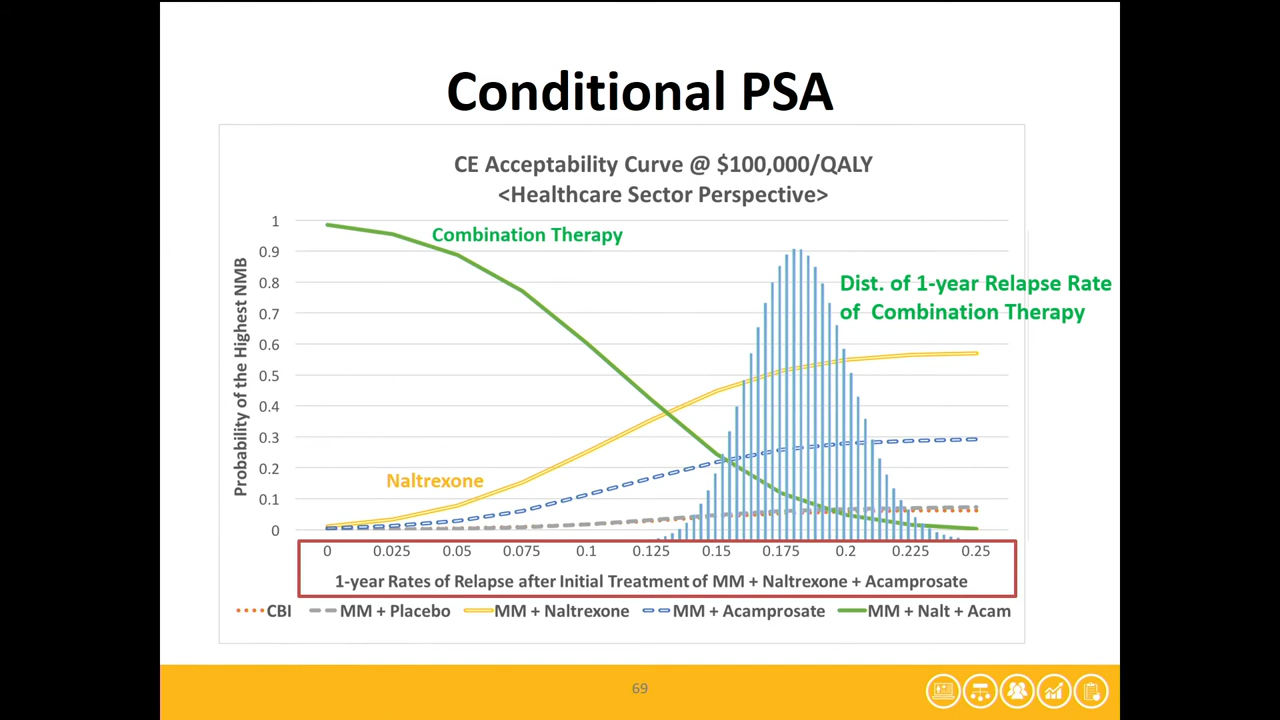 Conditional PSA
CE Acceptability Curve @ $100,000/QALY
<Healthcare Sector Perspective>
Probability of the Highest NMB
1
0.9
0.8
0.7
0.6
0.5
0.4
0.3
0.2
0.1
0
Combination Therapy
Dist. of 1-year Relapse Rate
of Combination Therapy
Naltrexone
0 0.025 0.05 0.075 0.1 0.125 0.15 0.175 0.2 0.225 0.25
1-year Rates of Relapse after Initial Treatment of MM + Naltrexone + Acamprosate
CBI MM + Placebo MM + Naltrexone MM + Acamprosate MM + Nalt + Acam
69